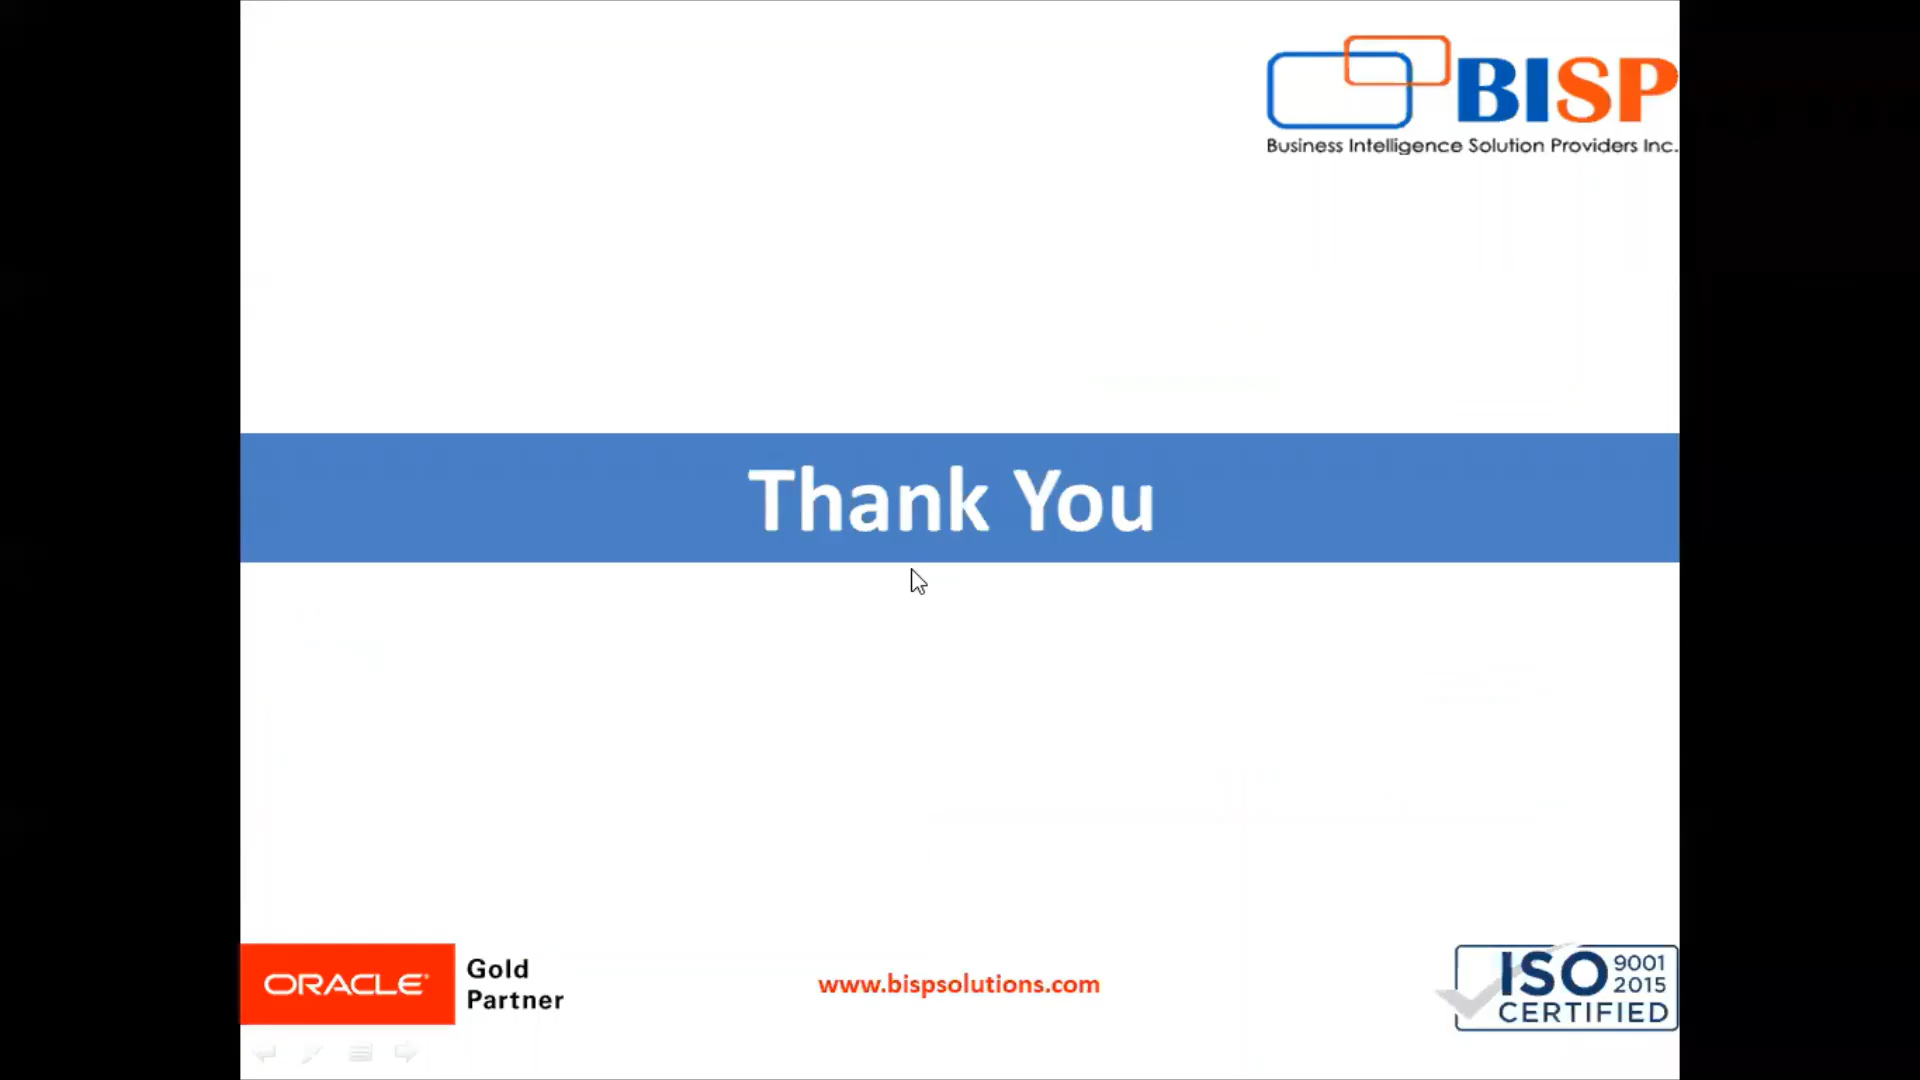 BISP
Business Intelligence Solution Providers Inc.
Thank You
ORACLE
Gold
Partner
www.bispsolutions.com
ISO 9001
2015
CERTIFIED